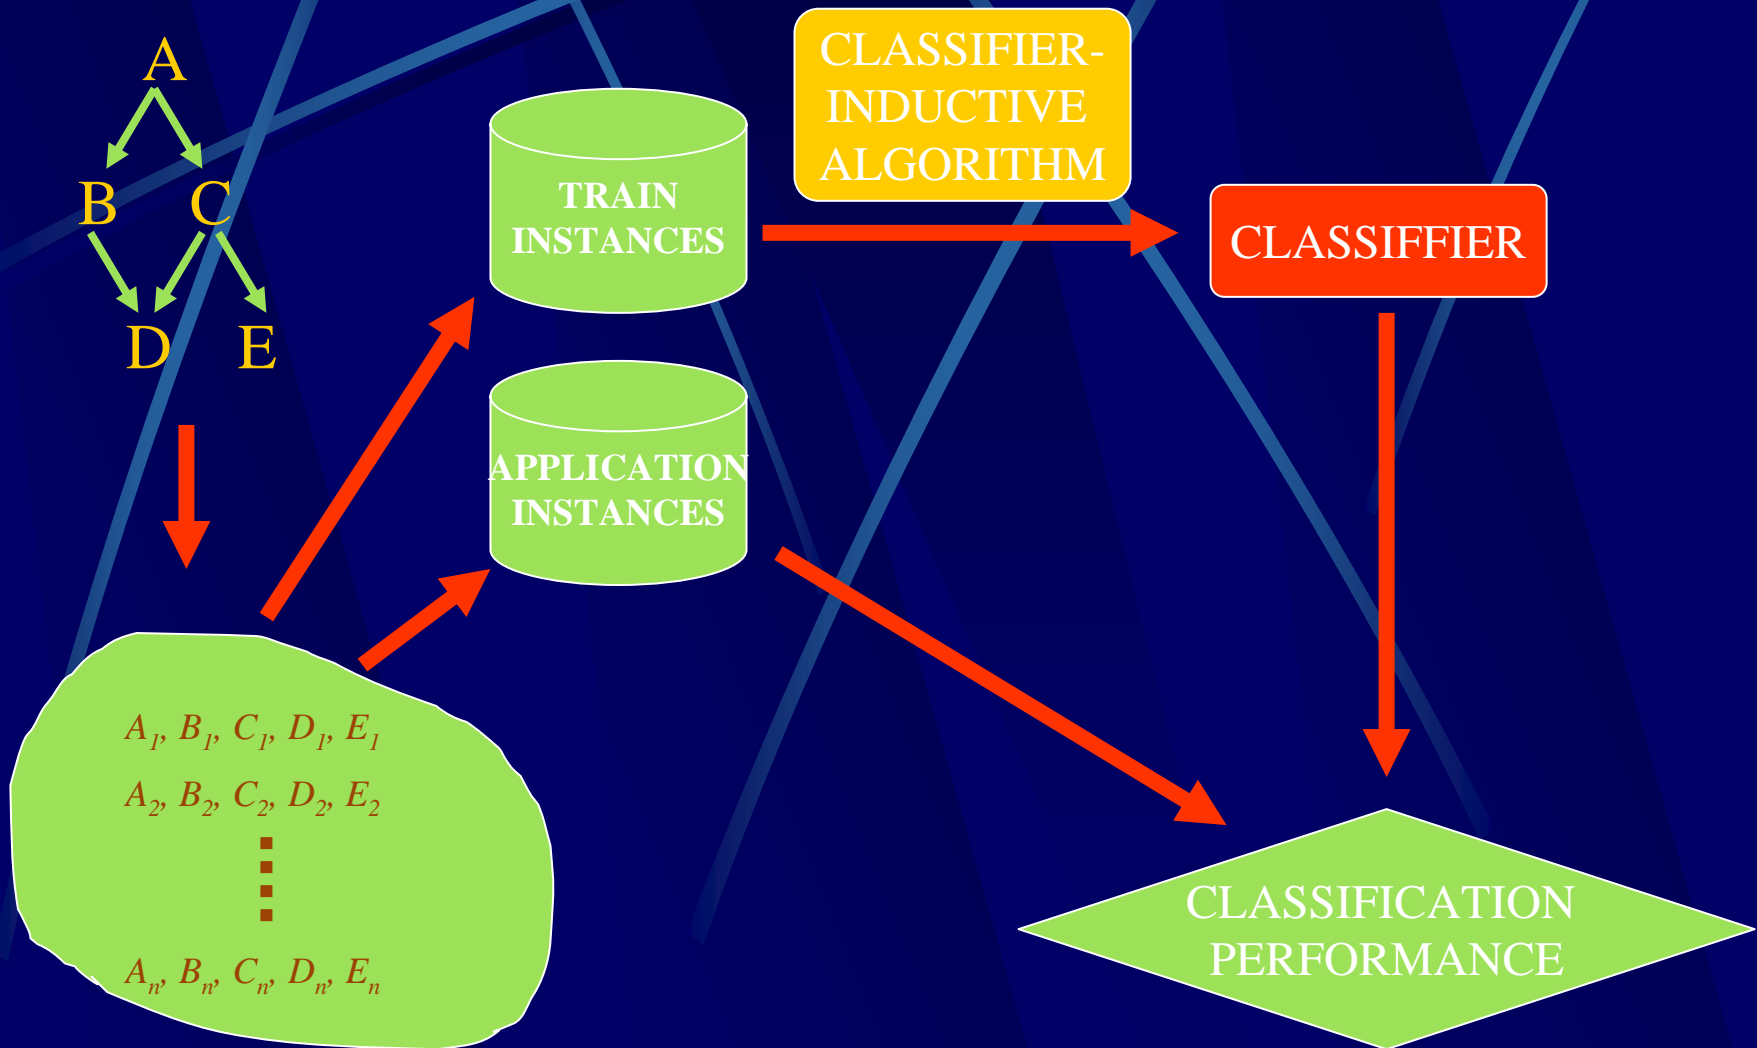 A
B C
D E
CLASSIFIER-
INDUCTIVE
ALGORITHM
TRAIN
INSTANCES
CLASSIFFIER
APPLICATION
INSTANCES
A₁, B₁, C₁, D₁, E₁
A₂, B₂, C₂, D₂, E₂
Aₙ, Bₙ, Cₙ, Dₙ, Eₙ
CLASSIFICATION
PERFORMANCE